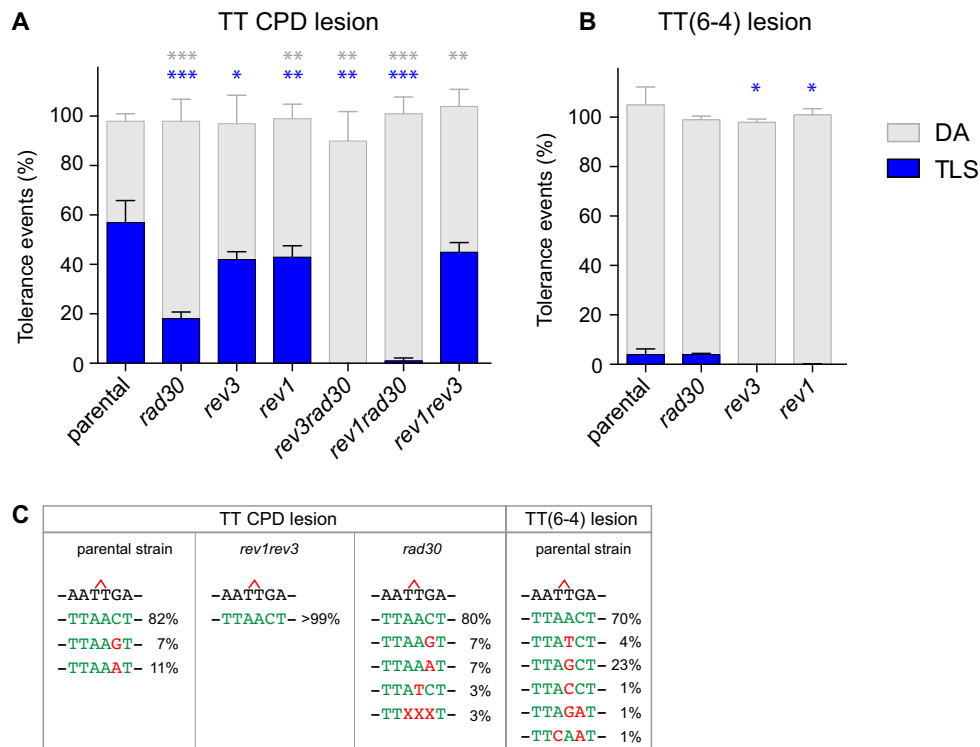 A
TT CPD lesion
*** ** ** *** **
*** * ** ** ***
Tolerance events (%)
100
80
60
40
20
0
parental
rad30
rev3
rev1
rev3rad30
rev1rad30
rev1rev3
B
TT(6-4) lesion
* *
Tolerance events (%)
100
80
60
40
20
0
parental
rad30
rev3
rev1
DA
TLS
C
TT CPD lesion
TT(6-4) lesion
parental strain
–AATTGA–
–TTAACT– 82%
–TTAAGT– 7%
–TTAAAT– 11%
rev1rev3
–AATTGA–
–TTAACT– >99%
rad30
–AATTGA–
–TTAACT– 80%
–TTAAGT– 7%
–TTAAAT– 7%
–TTATCT– 3%
–TTXXXT– 3%
parental strain
–AATTGA–
–TTAACT– 70%
–TTATCT– 4%
–TTAGCT– 23%
–TTACCT– 1%
–TTAGAT– 1%
–TTCAAT– 1%